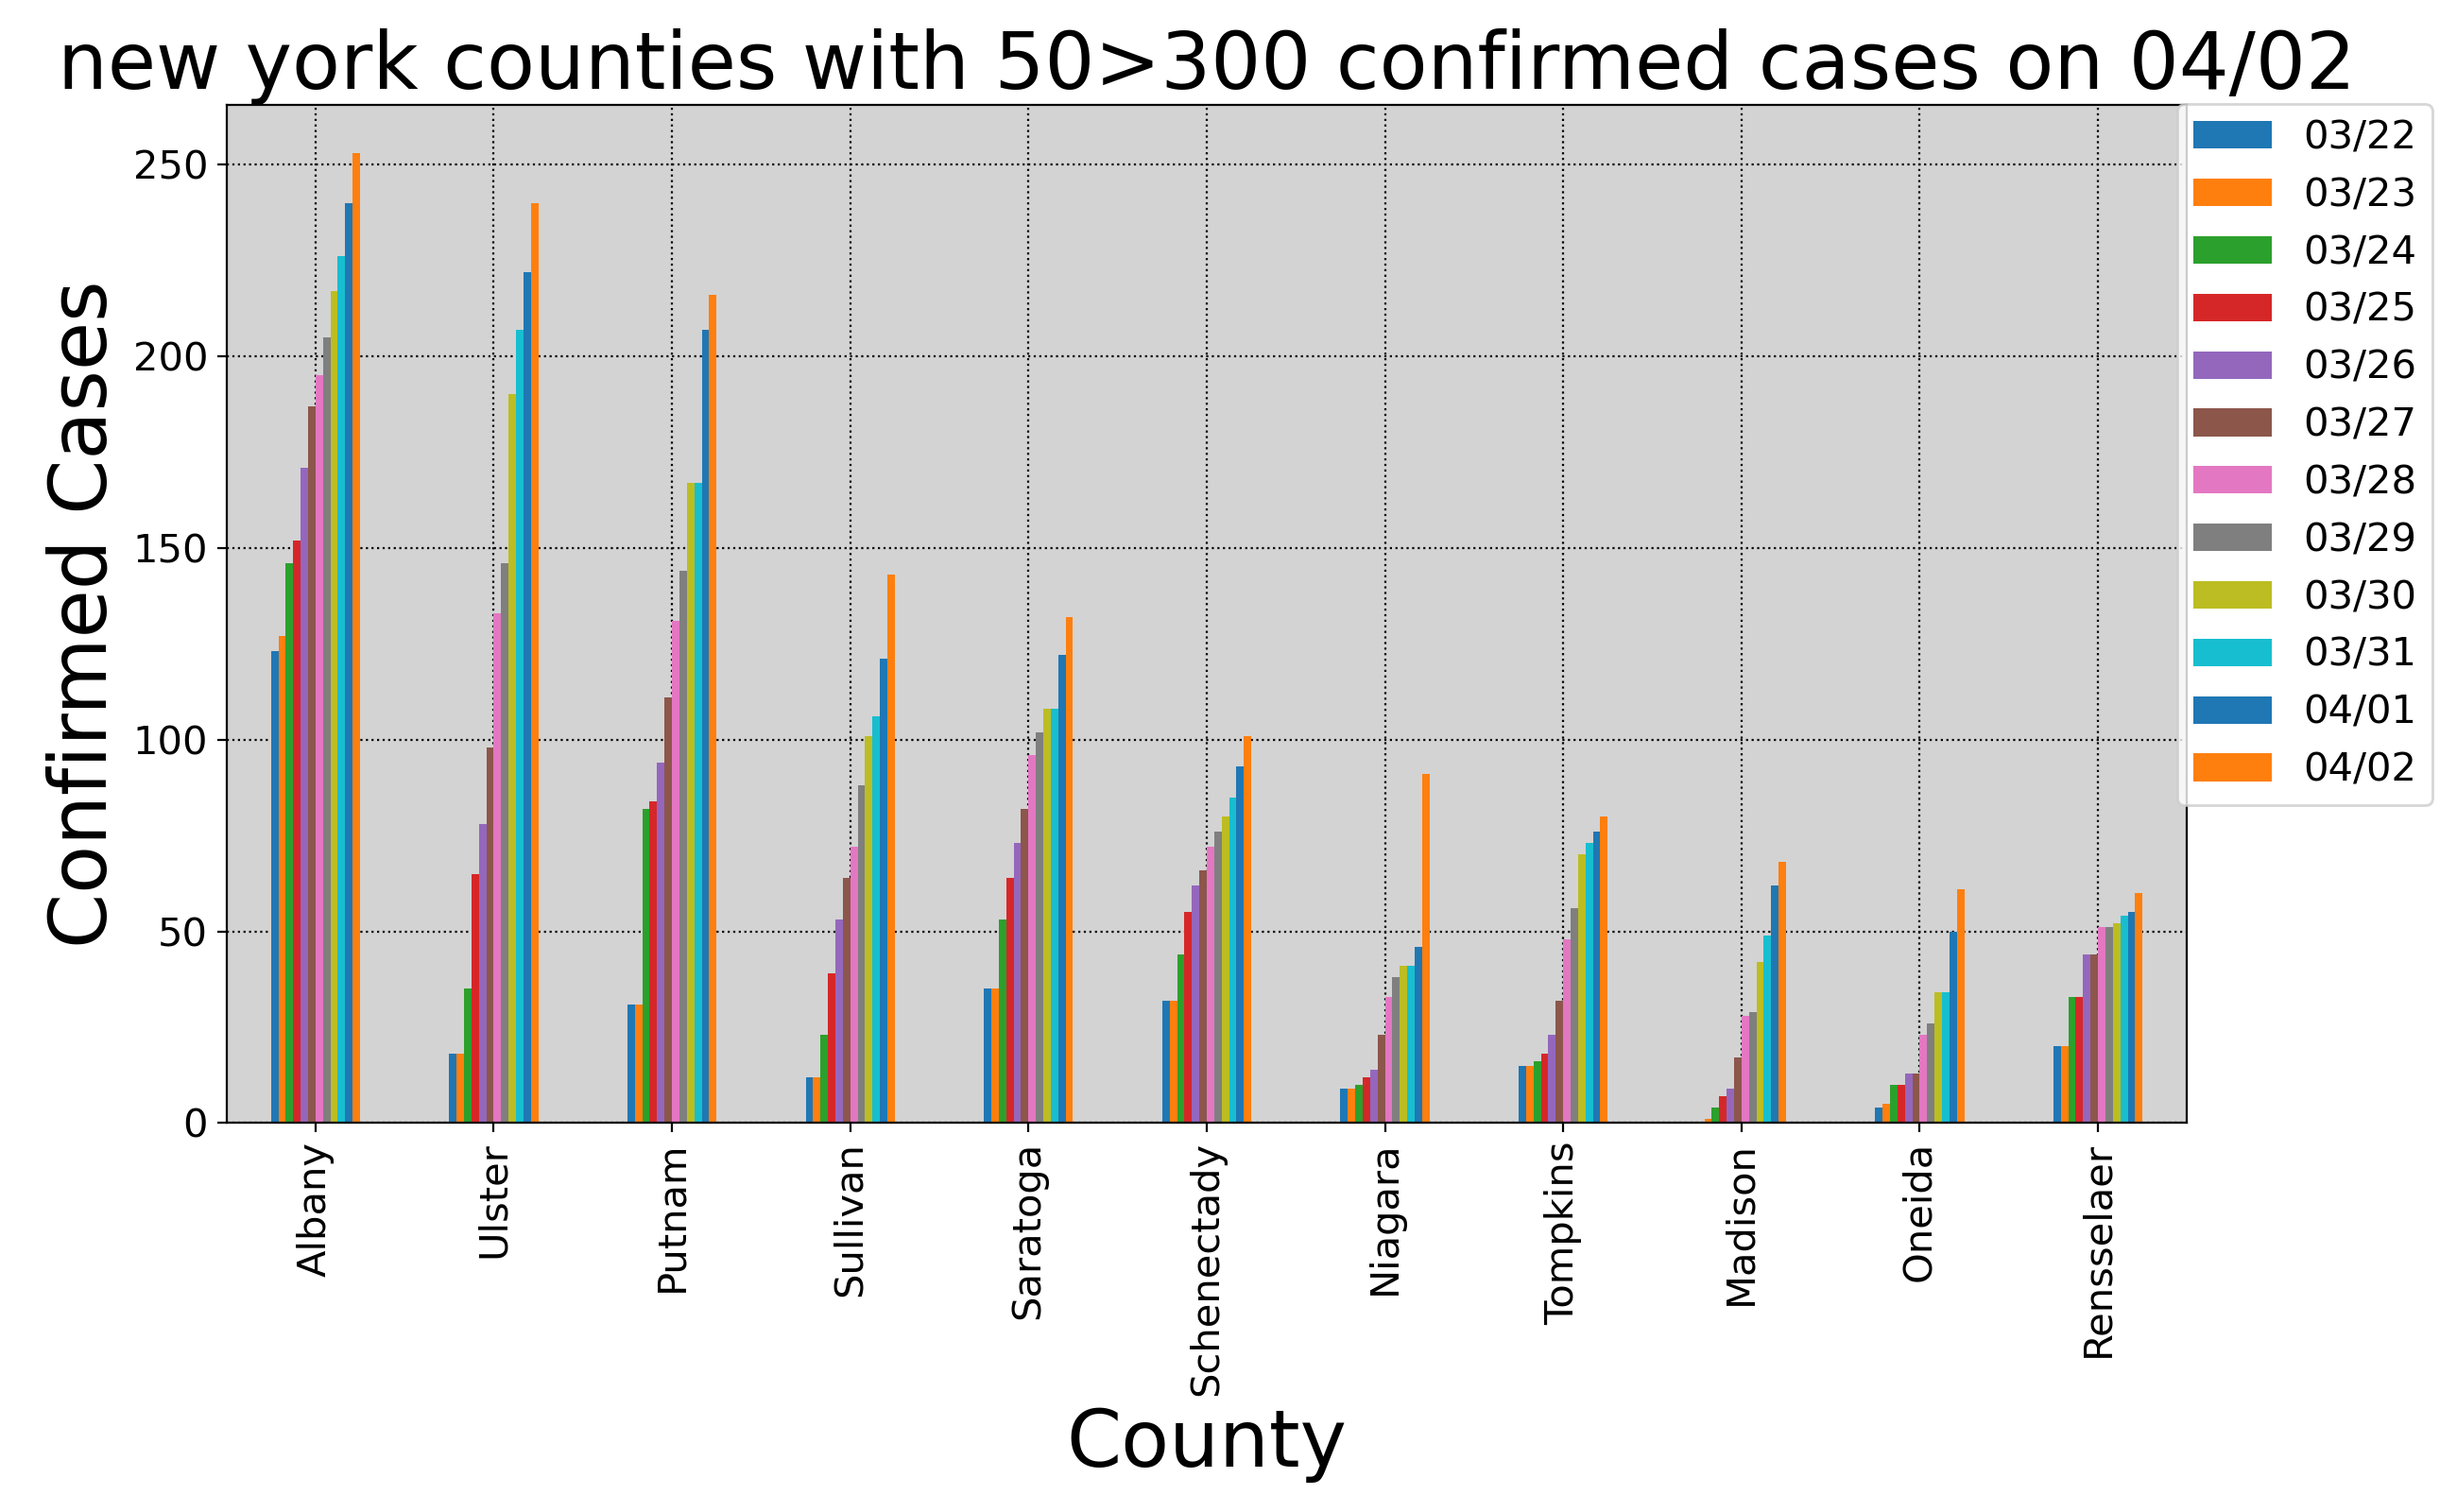 new york counties with 50>300 confirmed cases on 04/02
Confirmed Cases
250
200
150
100
50
0
03/22
03/23
03/24
03/25
03/26
03/27
03/28
03/29
03/30
03/31
04/01
04/02
Albany
Ulster
Putnam
Sullivan
Saratoga
Schenectady
Niagara
Tompkins
Madison
Oneida
Rensselaer
County